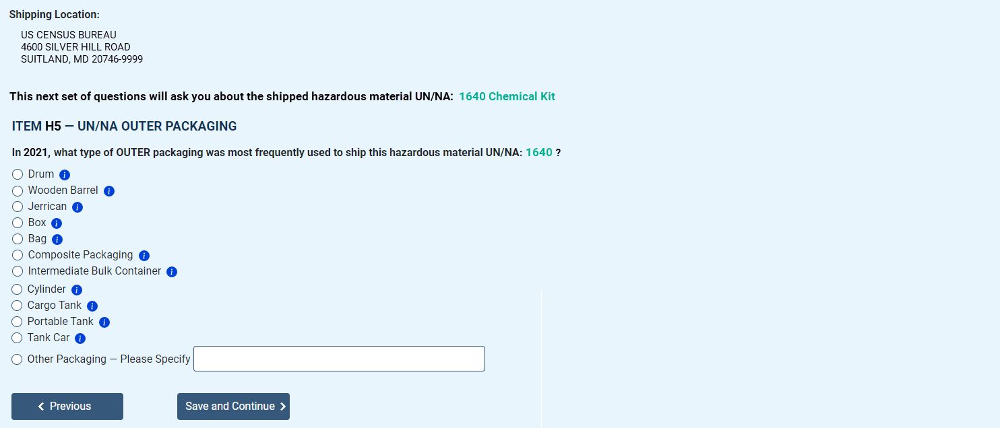 Shipping Location:
US CENSUS BUREAU
4600 SILVER HILL ROAD
SUITLAND, MD 20746-9999
This next set of questions will ask you about the shipped hazardous material UN/NA: 1640 Chemical Kit
ITEM H5 — UN/NA OUTER PACKAGING
In 2021, what type of OUTER packaging was most frequently used to ship this hazardous material UN/NA: 1640 ?
Drum i
Wooden Barrel i
Jerrican i
Box i
Bag i
Composite Packaging i
Intermediate Bulk Container i
Cylinder i
Cargo Tank i
Portable Tank i
Tank Car i
Other Packaging — Please Specify
Previous
Save and Continue